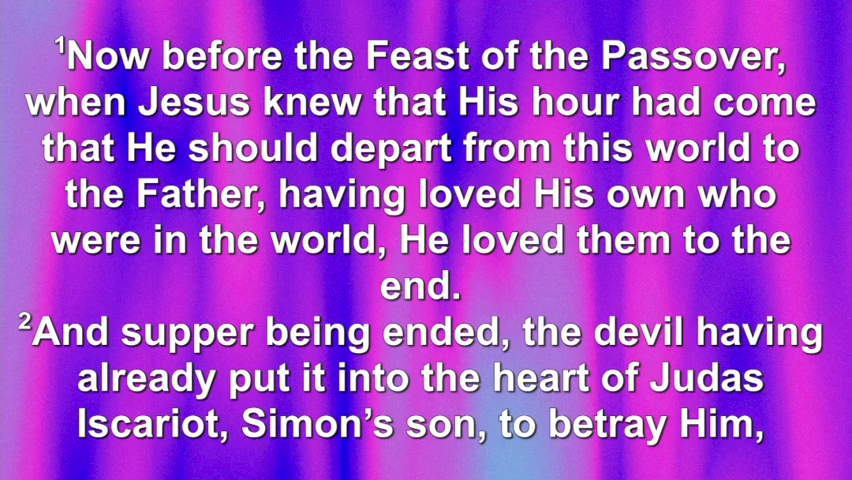 ¹Now before the Feast of the Passover,
when Jesus knew that His hour had come
that He should depart from this world to
the Father, having loved His own who
were in the world, He loved them to the
end.
²And supper being ended, the devil having
already put it into the heart of Judas
Iscariot, Simon’s son, to betray Him,